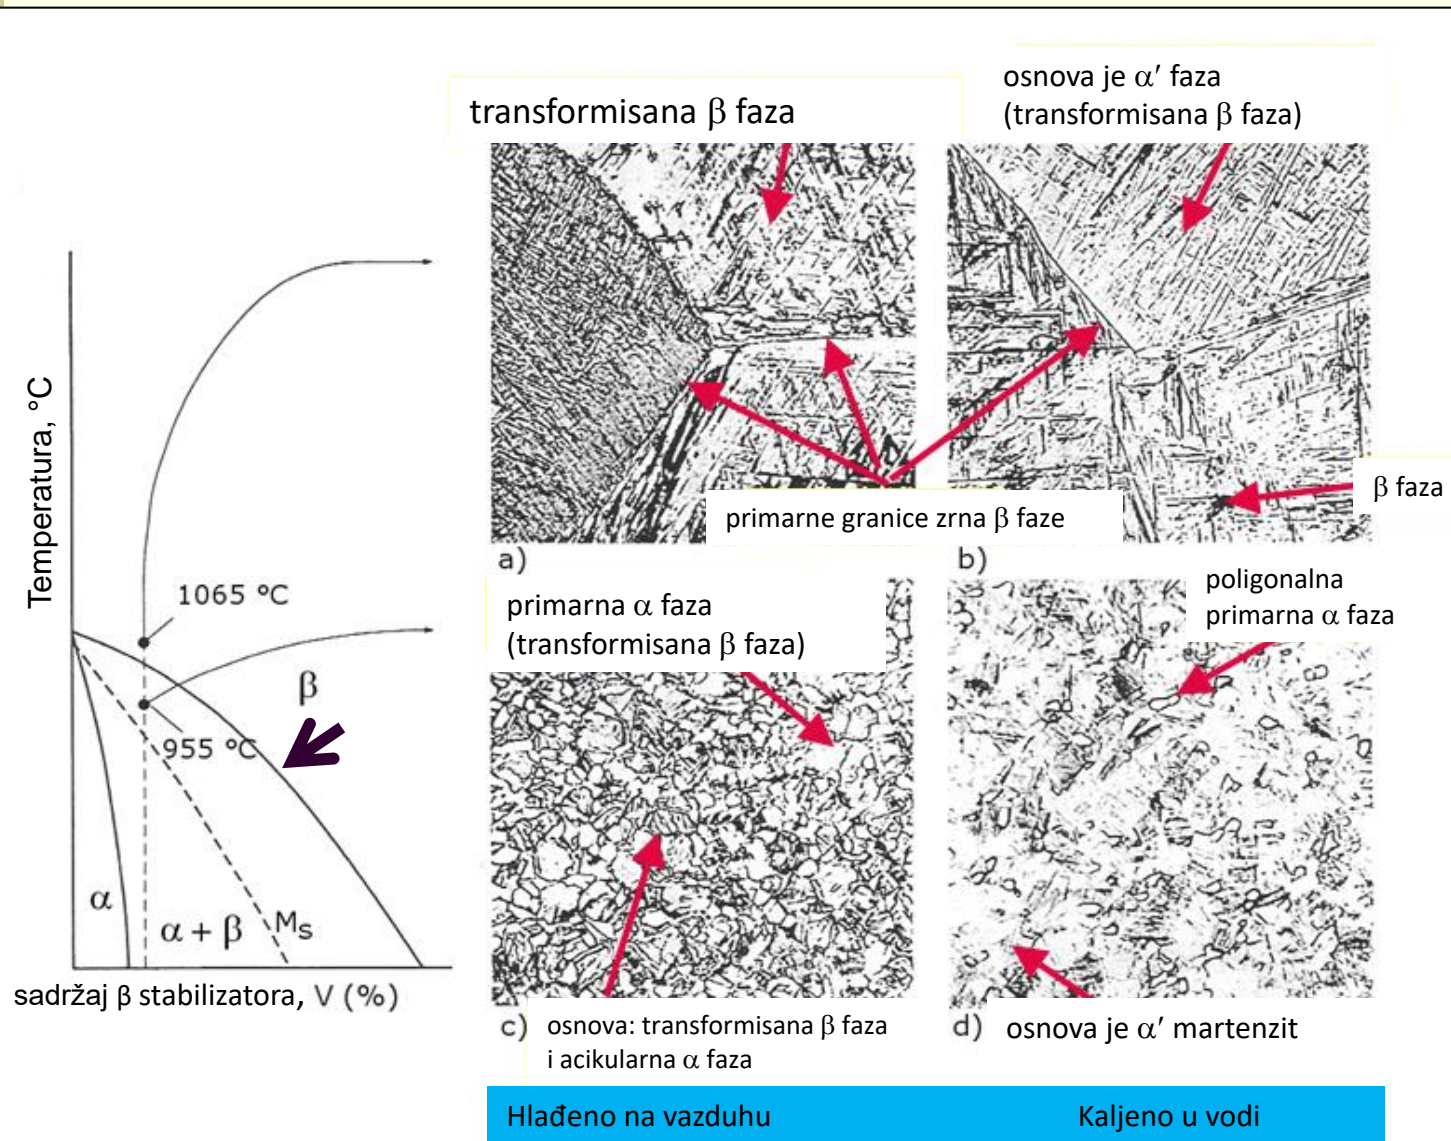 transformisana β faza
osnova je α′ faza
(transformisana β faza)
Temperatura, °C
1065 °C
955 °C
β
α
α + β
Ms
sadržaj β stabilizatora, V (%)
primarne granice zrna β faze
β faza
a)
b)
primarna α faza
(transformisana β faza)
poligonalna
primarna α faza
c)
osnova: transformisana β faza
i acikularna α faza
d)
osnova je α′ martenzit
Hlađeno na vazduhu
Kaljeno u vodi